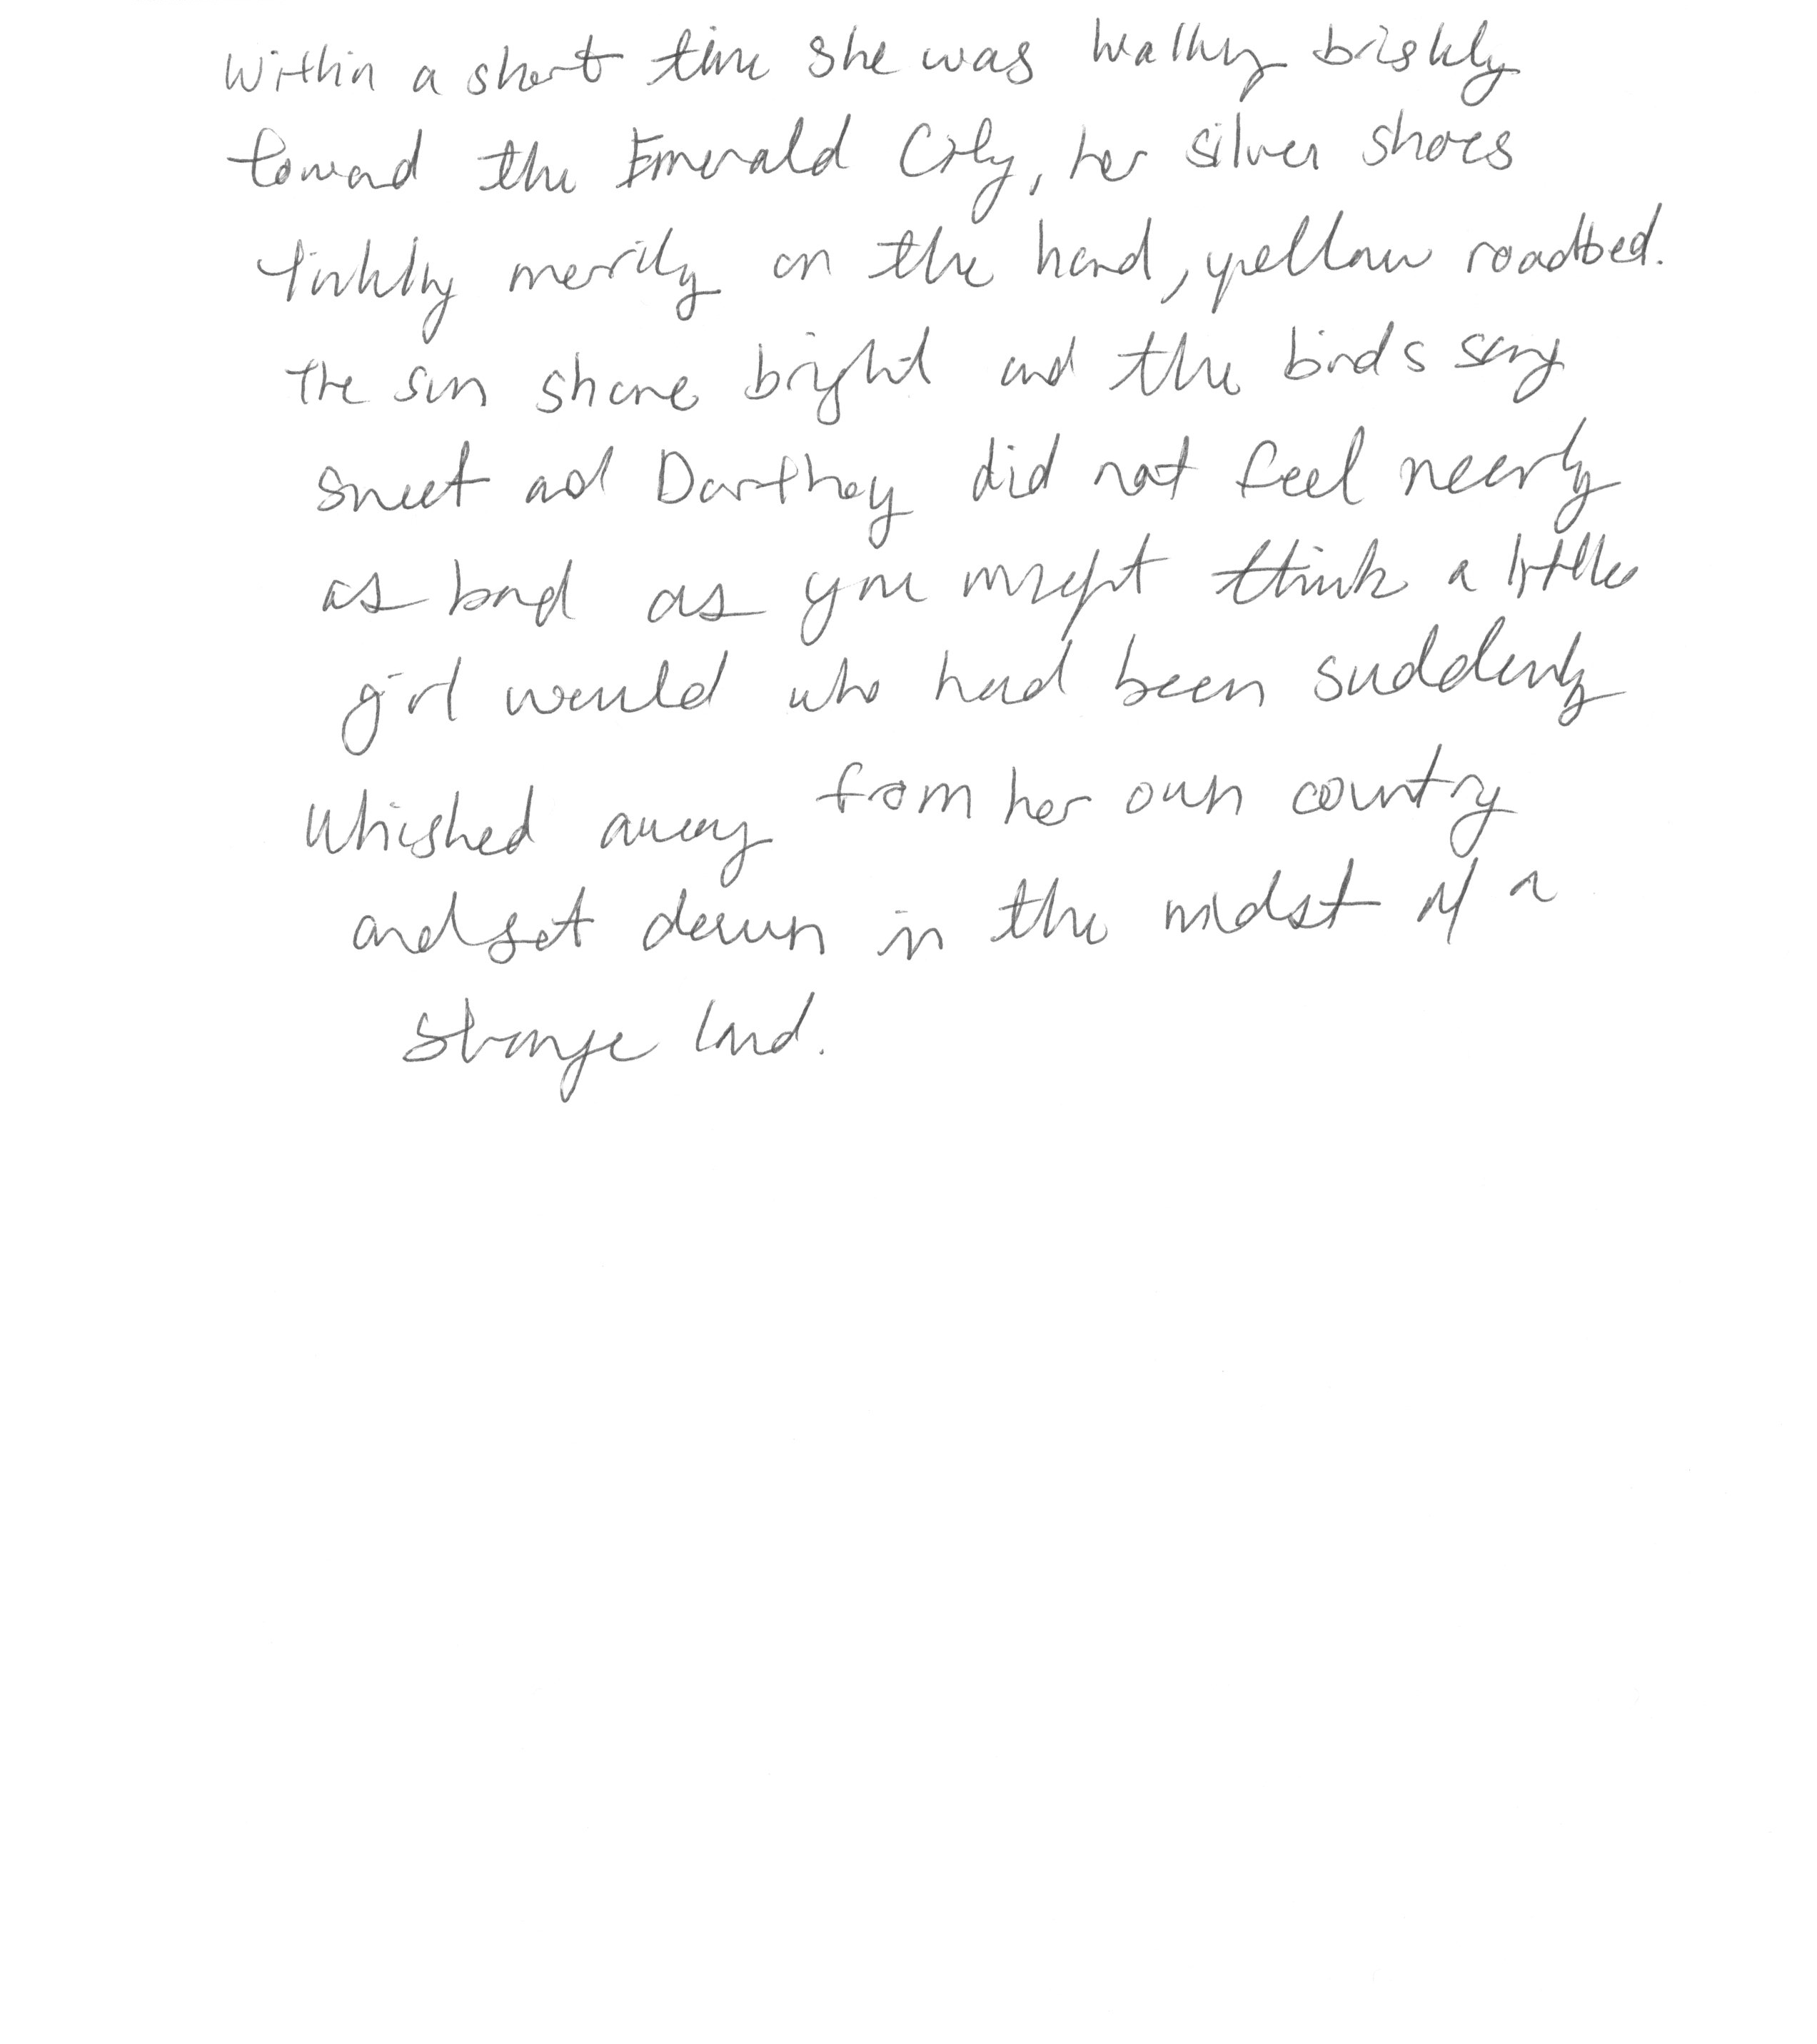 Within a short time she was walking briskly
toward the Emerald City, her silver shoes
tinkling merrily on the hard, yellow roadbed.
The sun shone bright and the birds sang
sweet and Dorothy did not feel nearly
as bad as you might think a little
girl would who had been suddenly
whished away from her own country
and set down in the midst of a
strange land.